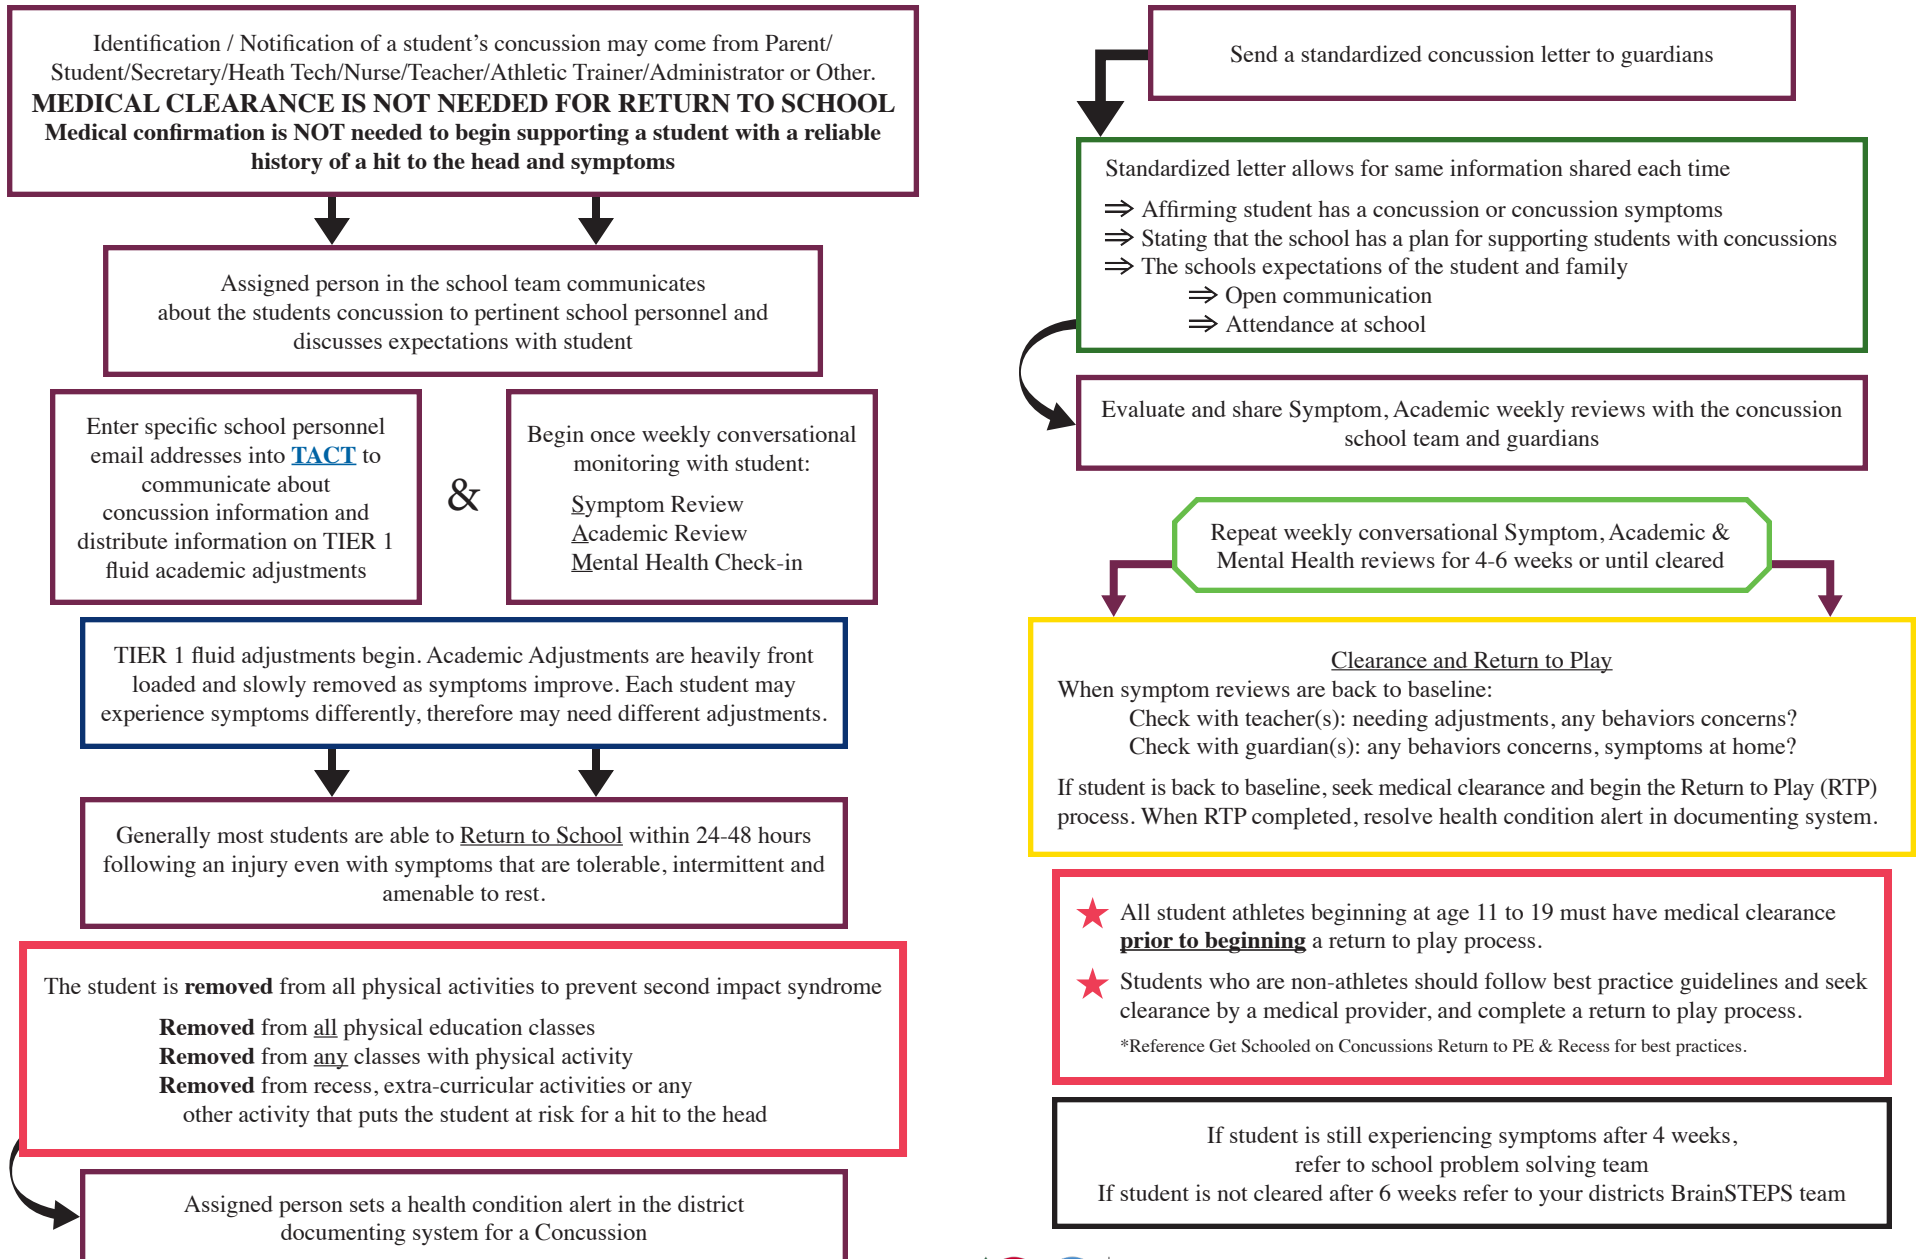 Identification / Notification of a student's concussion may come from Parent/
Student/Secretary/Heath Tech/Nurse/Teacher/Athletic Trainer/Administrator or Other.
MEDICAL CLEARANCE IS NOT NEEDED FOR RETURN TO SCHOOL
Medical confirmation is NOT needed to begin supporting a student with a reliable
history of a hit to the head and symptoms
Assigned person in the school team communicates
about the students concussion to pertinent school personnel and
discusses expectations with student
Enter specific school personnel
email addresses into TACT to
communicate about
concussion information and
distribute information on TIER 1
fluid academic adjustments
&
Begin once weekly conversational
monitoring with student:
Symptom Review
Academic Review
Mental Health Check-in
TIER 1 fluid adjustments begin. Academic Adjustments are heavily front
loaded and slowly removed as symptoms improve. Each student may
experience symptoms differently, therefore may need different adjustments.
Generally most students are able to Return to School within 24-48 hours
following an injury even with symptoms that are tolerable, intermittent and
amenable to rest.
The student is removed from all physical activities to prevent second impact syndrome
Removed from all physical education classes
Removed from any classes with physical activity
Removed from recess, extra-curricular activities or any
other activity that puts the student at risk for a hit to the head
Assigned person sets a health condition alert in the district
documenting system for a Concussion
Send a standardized concussion letter to guardians
Standardized letter allows for same information shared each time
⇒ Affirming student has a concussion or concussion symptoms
⇒ Stating that the school has a plan for supporting students with concussions
⇒ The schools expectations of the student and family
⇒ Open communication
⇒ Attendance at school
Evaluate and share Symptom, Academic weekly reviews with the concussion
school team and guardians
Repeat weekly conversational Symptom, Academic &
Mental Health reviews for 4-6 weeks or until cleared
Clearance and Return to Play
When symptom reviews are back to baseline:
Check with teacher(s): needing adjustments, any behaviors concerns?
Check with guardian(s): any behaviors concerns, symptoms at home?
If student is back to baseline, seek medical clearance and begin the Return to Play (RTP)
process. When RTP completed, resolve health condition alert in documenting system.
★ All student athletes beginning at age 11 to 19 must have medical clearance
prior to beginning a return to play process.
★ Students who are non-athletes should follow best practice guidelines and seek
clearance by a medical provider, and complete a return to play process.
*Reference Get Schooled on Concussions Return to PE & Recess for best practices.
If student is still experiencing symptoms after 4 weeks,
refer to school problem solving team
If student is not cleared after 6 weeks refer to your districts BrainSTEPS team